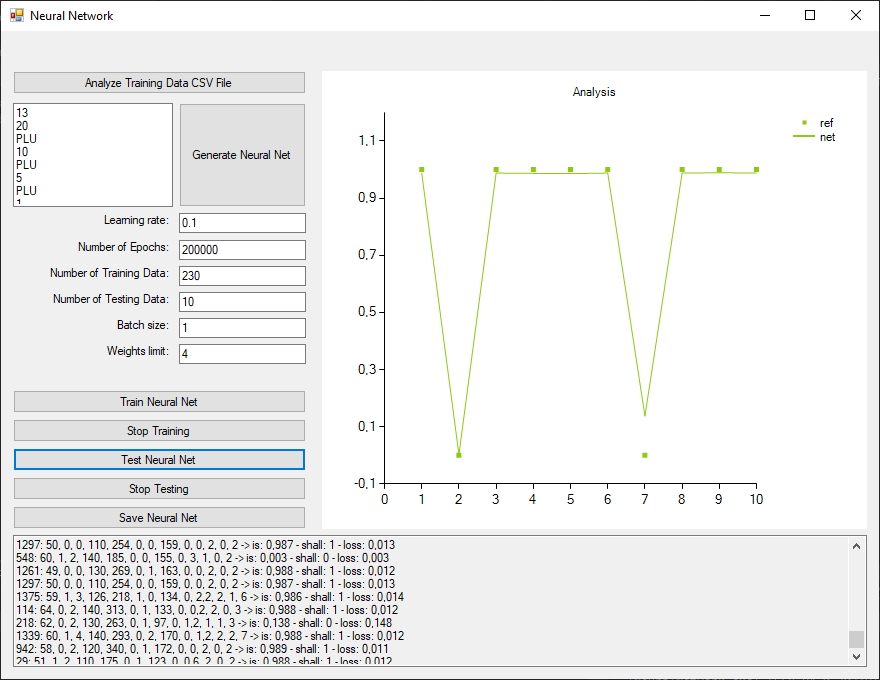 Neural Network
Analyze Training Data CSV File
13
20
PLU
10
PLU
5
PLU
1
Generate Neural Net
Learning rate: 0.1
Number of Epochs: 200000
Number of Training Data: 230
Number of Testing Data: 10
Batch size: 1
Weights limit: 4
Train Neural Net
Stop Training
Test Neural Net
Stop Testing
Save Neural Net
Analysis
ref
net
1,1
0,9
0,7
0,5
0,3
0,1
-0,1
0 1 2 3 4 5 6 7 8 9 10
1297: 50, 0, 0, 110, 254, 0, 0, 159, 0, 0, 2, 0, 2 -> is: 0,987 - shall: 1 - loss: 0,013
548: 60, 1, 2, 140, 185, 0, 0, 155, 0, 3, 1, 0, 2 -> is: 0,003 - shall: 0 - loss: 0,003
1261: 49, 0, 0, 130, 269, 0, 1, 163, 0, 0, 2, 0, 2 -> is: 0,988 - shall: 1 - loss: 0,012
1297: 50, 0, 0, 110, 254, 0, 0, 159, 0, 0, 2, 0, 2 -> is: 0,987 - shall: 1 - loss: 0,013
1375: 59, 1, 3, 126, 218, 1, 0, 134, 0, 2,2, 2, 1, 6 -> is: 0,986 - shall: 1 - loss: 0,014
114: 64, 0, 2, 140, 313, 0, 1, 133, 0, 0,2, 2, 0, 3 -> is: 0,988 - shall: 1 - loss: 0,012
218: 62, 0, 2, 130, 263, 0, 1, 97, 0, 1,2, 1, 1, 3 -> is: 0,138 - shall: 0 - loss: 0,148
1339: 60, 1, 4, 140, 293, 0, 2, 170, 0, 1,2, 2, 2, 7 -> is: 0,988 - shall: 1 - loss: 0,012
942: 58, 0, 2, 120, 340, 0, 1, 172, 0, 0, 2, 0, 2 -> is: 0,989 - shall: 1 - loss: 0,011
29: 51, 1, 2, 110, 175, 0, 1, 123, 0, 0,6, 2, 0, 2 -> is: 0,988 - shall: 1 - loss: 0,012